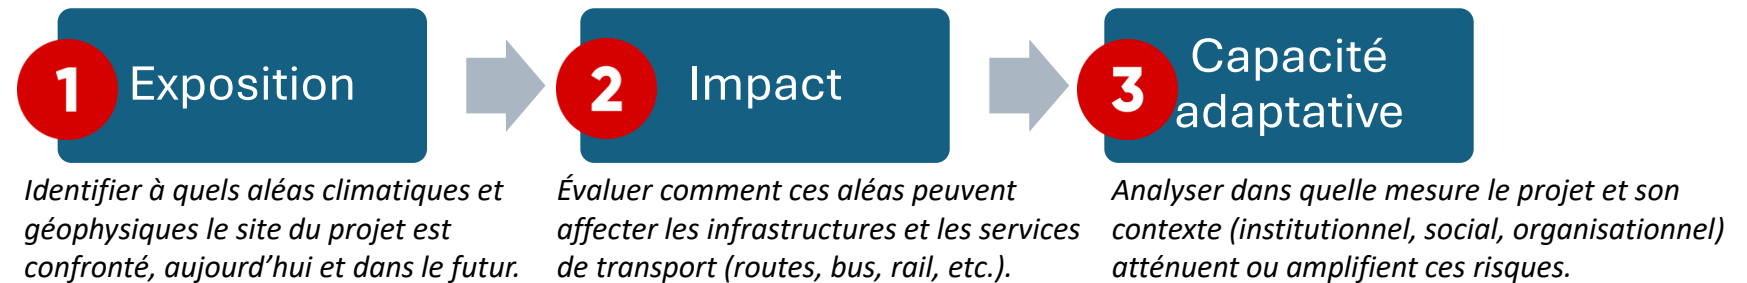 1 Exposition
Identifier à quels aléas climatiques et
géophysiques le site du projet est
confronté, aujourd’hui et dans le futur.
2 Impact
Évaluer comment ces aléas peuvent
affecter les infrastructures et les services
de transport (routes, bus, rail, etc.).
3 Capacité
adaptative
Analyser dans quelle mesure le projet et son
contexte (institutionnel, social, organisationnel)
atténuent ou amplifient ces risques.